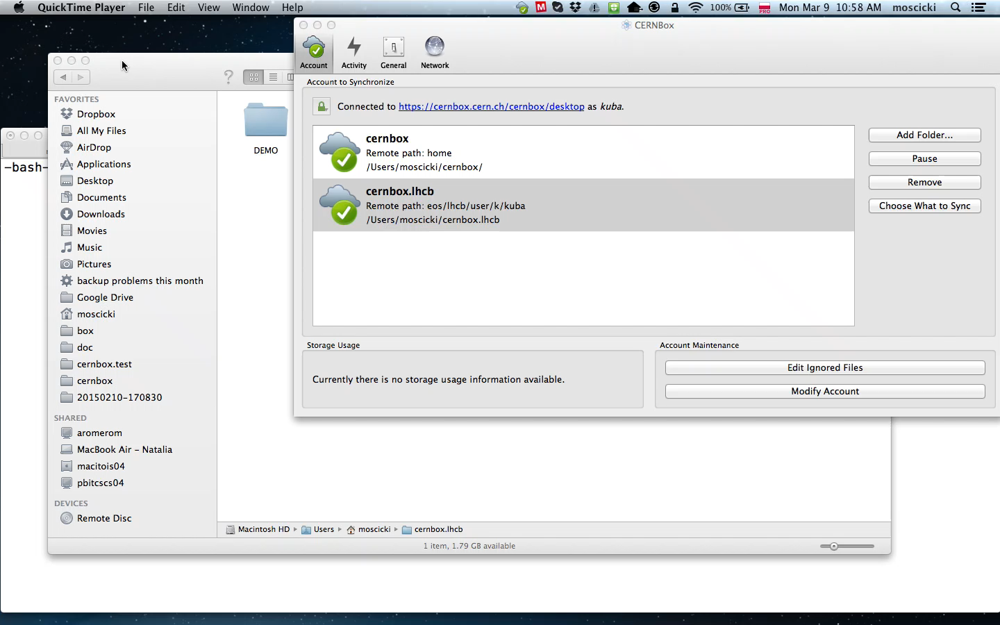 QuickTime Player File Edit View Window Help
100% PRO Mon Mar 9 10:58 AM moscicki
CERNBox
Account Activity General Network
Account to Synchronize
Connected to https://cernbox.cern.ch/cernbox/desktop as kuba.
cernbox
Remote path: home
/Users/moscicki/cernbox/
cernbox.lhcb
Remote path: eos/lhcb/user/k/kuba
/Users/moscicki/cernbox.lhcb
Add Folder...
Pause
Remove
Choose What to Sync
Storage Usage
Currently there is no storage usage information available.
Account Maintenance
Edit Ignored Files
Modify Account
-bash-
FAVORITES
Dropbox
All My Files
AirDrop
Applications
Desktop
Documents
Downloads
Movies
Music
Pictures
backup problems this month
Google Drive
moscicki
box
doc
cernbox.test
cernbox
20150210-170830
SHARED
aromerom
MacBook Air - Natalia
macitois04
pbitcscs04
DEVICES
Remote Disc
DEMO
Macintosh HD Users moscicki cernbox.lhcb
1 item, 1.79 GB available